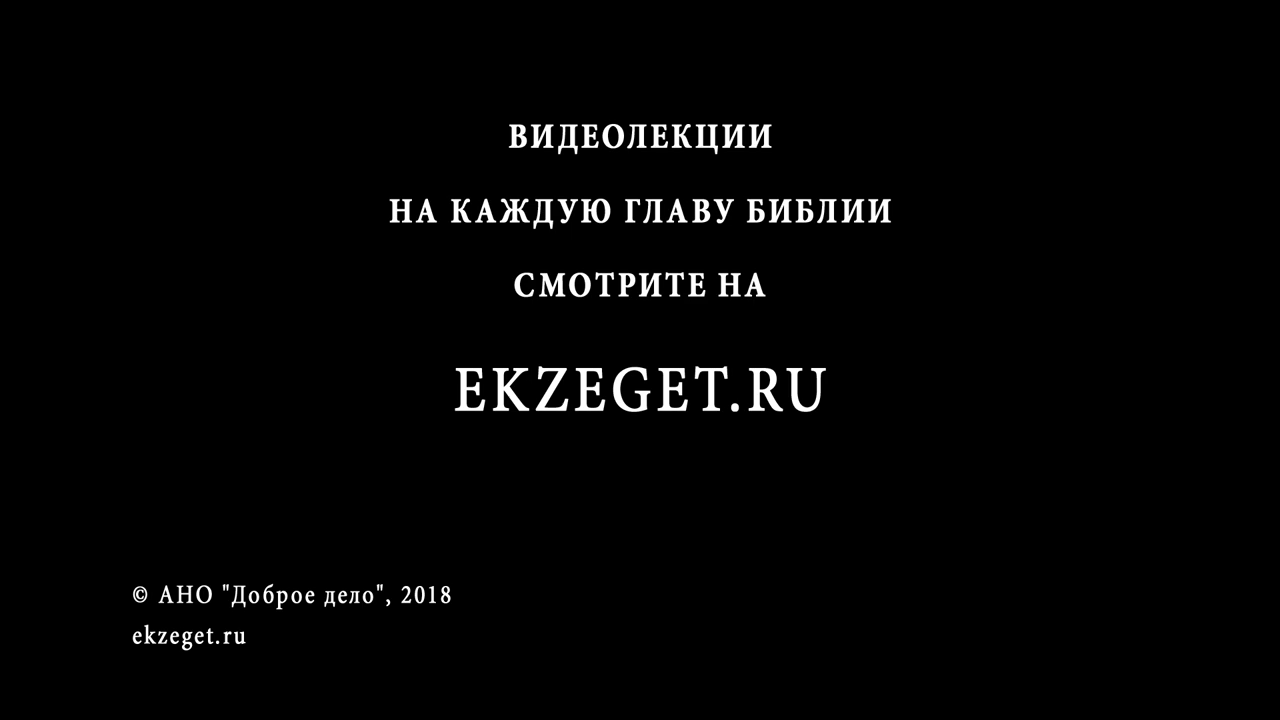 ВИДЕОЛЕКЦИИ
НА КАЖДУЮ ГЛАВУ БИБЛИИ
СМОТРИТЕ НА
EKZEGET.RU
© АНО "Доброе дело", 2018
ekzeget.ru